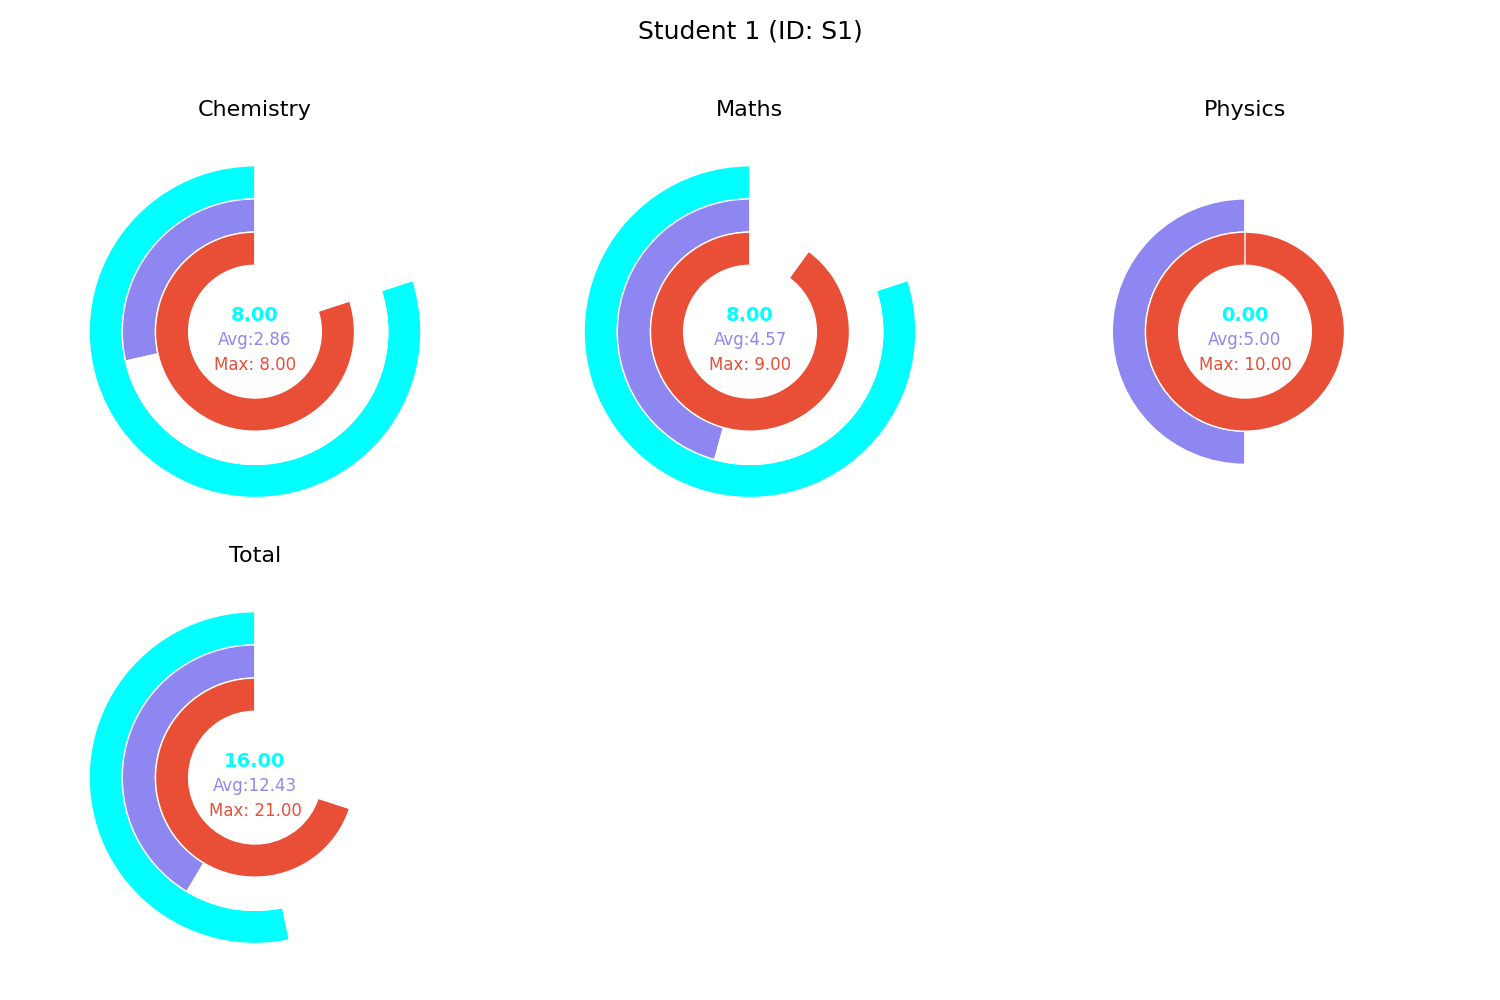 Student 1 (ID: S1)
Chemistry
8.00
Avg:2.86
Max: 8.00
Maths
8.00
Avg:4.57
Max: 9.00
Physics
0.00
Avg:5.00
Max: 10.00
Total
16.00
Avg:12.43
Max: 21.00